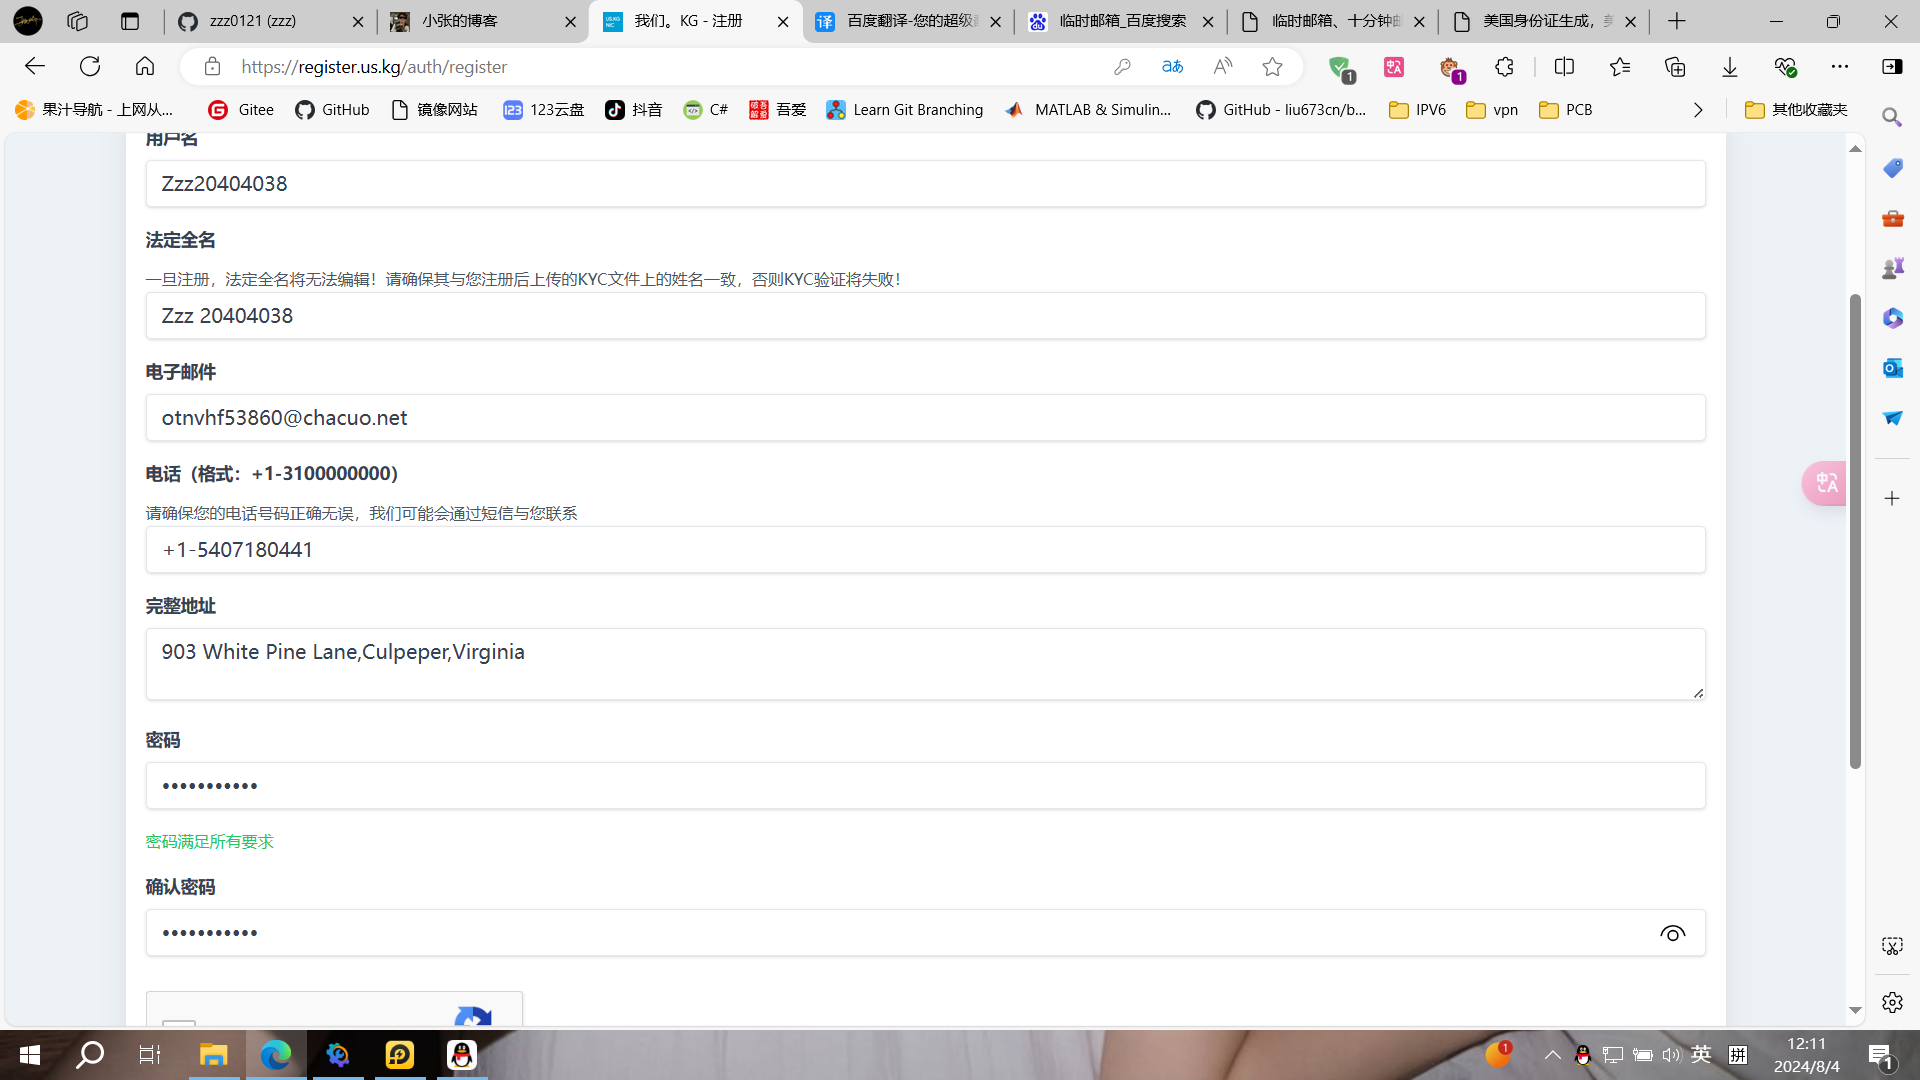 zzz0121 (zzz)
小张的博客
我们。KG - 注册
百度翻译-您的超级
临时邮箱_百度搜索
临时邮箱、十分钟
美国身份证生成，
https://register.us.kg/auth/register
果汁导航 - 上网从...
Gitee
GitHub
镜像网站
123云盘
抖音
C#
吾爱
Learn Git Branching
MATLAB & Simulin...
GitHub - liu673cn/b...
IPV6
vpn
PCB
其他收藏夹
用户名
Zzz20404038
法定全名
一旦注册，法定全名将无法编辑！请确保其与您注册后上传的KYC文件上的姓名一致，否则KYC验证将失败！
Zzz 20404038
电子邮件
otnvhf53860@chacuo.net
电话（格式：+1-3100000000）
请确保您的电话号码正确无误，我们可能会通过短信与您联系
+1-5407180441
完整地址
903 White Pine Lane,Culpeper,Virginia
密码
•••••••••••
密码满足所有要求
确认密码
•••••••••••
英
拼
12:11
2024/8/4